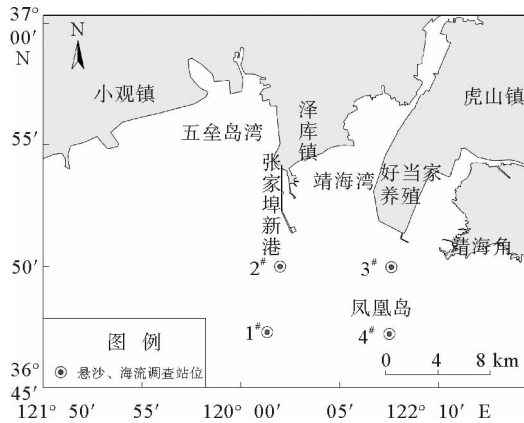 37°
00′
N
N
小观镇
泽库镇
虎山镇
55′
五垒岛湾
张家埠新港
靖海湾
好当家
养殖
靖海角
50′
2#
3#
凤凰岛
图 例
1#
4#
悬沙、海流调查站位
0 4 8 km
36°
45′
121° 50′ 55′ 120° 00′ 05′ 122° 10′ E